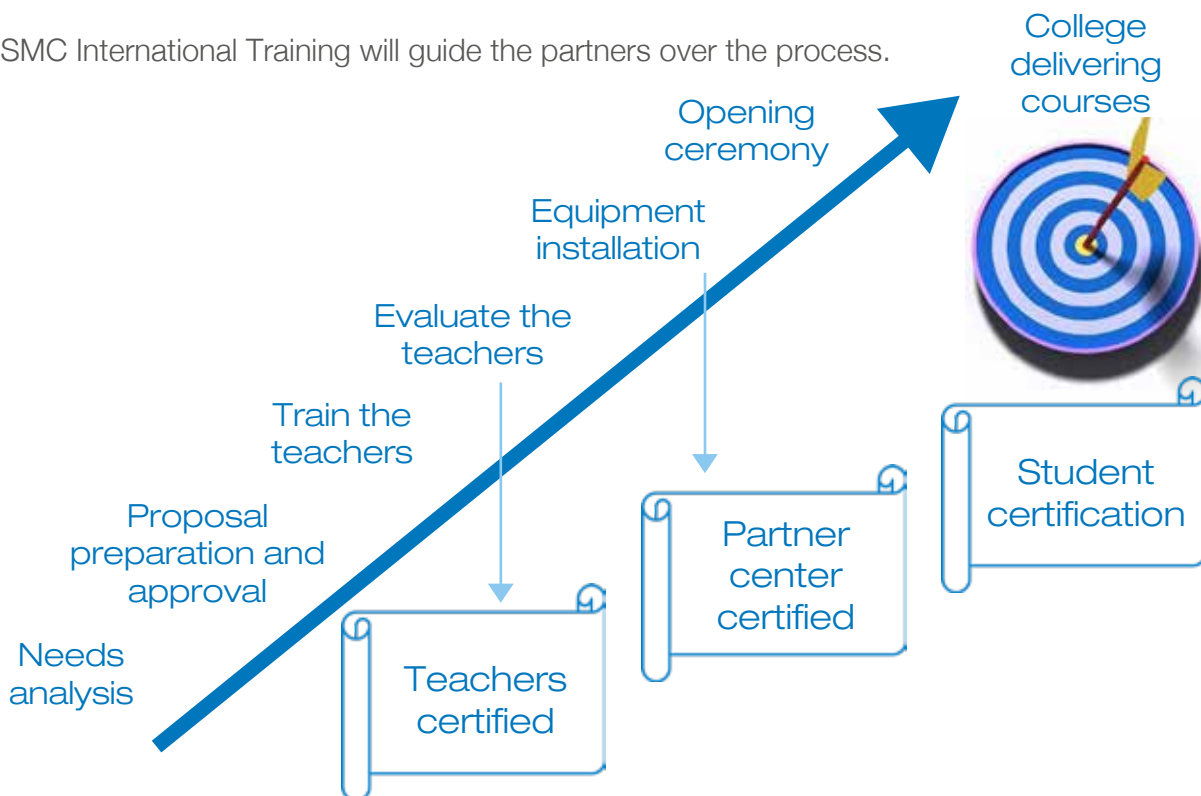 SMC International Training will guide the partners over the process.
College
delivering
courses
Opening
ceremony
Equipment
installation
Evaluate the
teachers
Train the
teachers
Proposal
preparation and
approval
Needs
analysis
Teachers
certified
Partner
center
certified
Student
certification